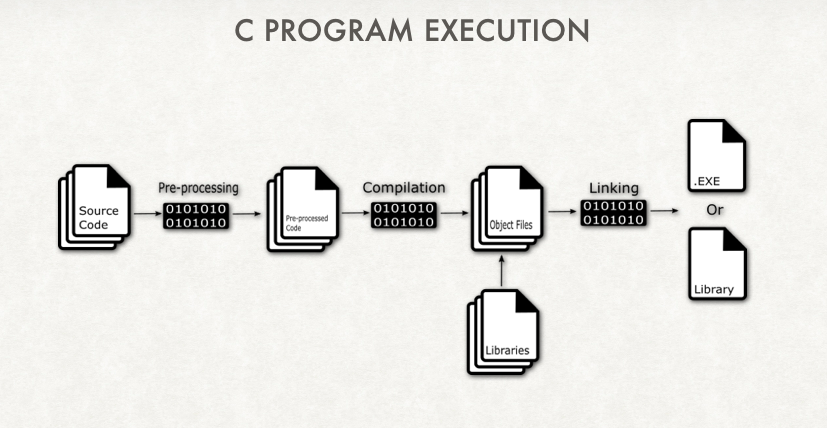 C PROGRAM EXECUTION
Source
Code
Pre-processing
0101010
0101010
Pre-processed
Code
Compilation
0101010
0101010
Object Files
Libraries
Linking
0101010
0101010
.EXE
Or
Library